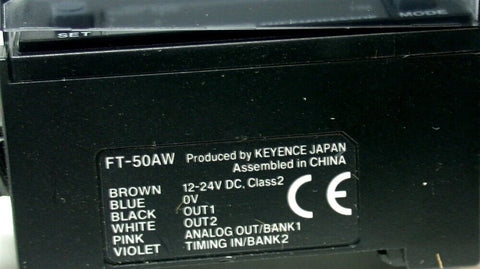 SET
MODE
FT-50AW Produced by KEYENCE JAPAN
Assembled in CHINA
BROWN 12-24V DC. Class2
BLUE 0V
BLACK OUT1
WHITE OUT2
PINK ANALOG OUT/BANK1
VIOLET TIMING IN/BANK2
CE